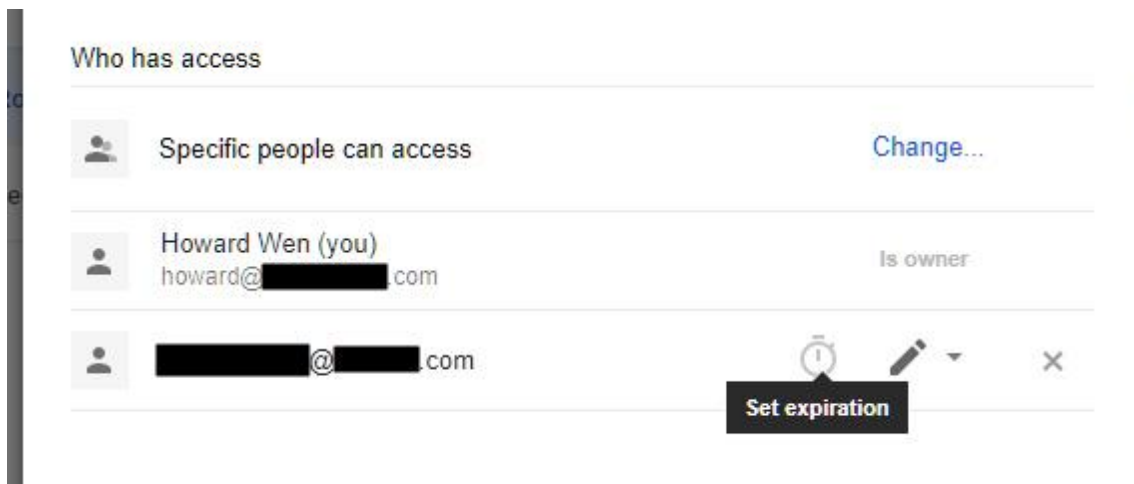 Who has access
Specific people can access
Change...
Howard Wen (you)
howard@ .com
Is owner
@ .com
Set expiration